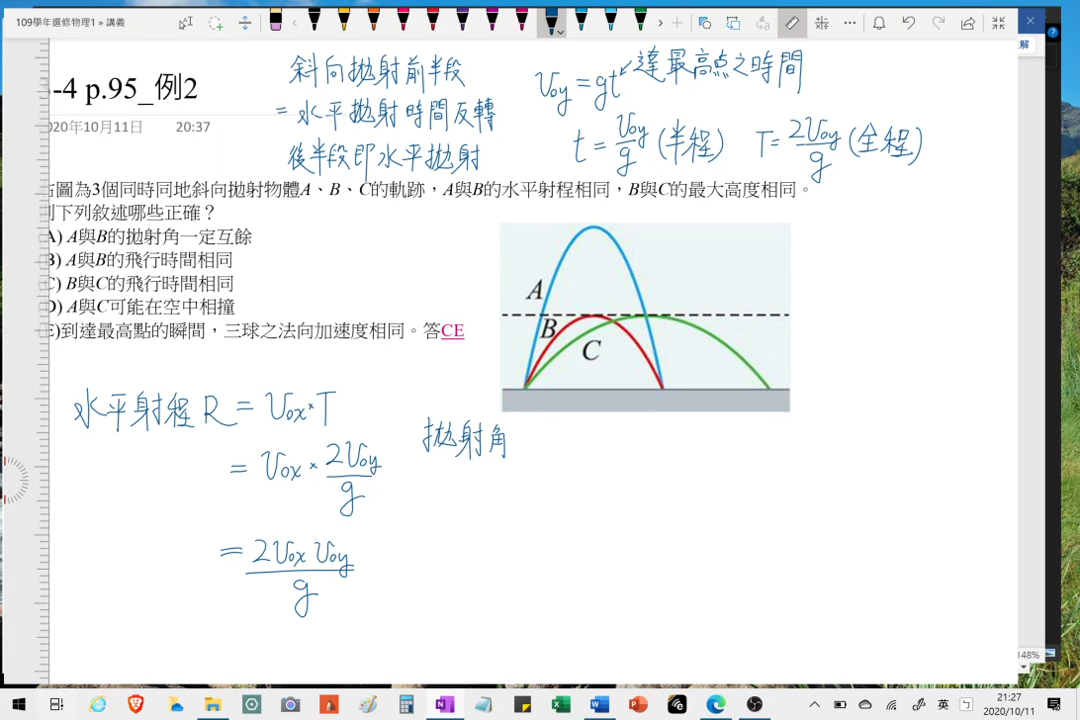 109學年選修物理1 » 講義
解
-4 p.95_例2
020年10月11日 20:37
斜向拋射前半段
= 水平拋射時間反轉
後半段即水平拋射
V0y = gt 達最高点之時間
t = V0y/g (半程) T = 2V0y/g (全程)
右圖為3個同時同地斜向拋射物體A、B、C的軌跡，A與B的水平射程相同，B與C的最大高度相同。
則下列敘述哪些正確？
A) A與B的拋射角一定互餘
B) A與B的飛行時間相同
C) B與C的飛行時間相同
D) A與C可能在空中相撞
E)到達最高點的瞬間，三球之法向加速度相同。答CE
A
B
C
水平射程 R = V0x × T
= V0x × 2V0y/g
= 2V0x V0y/g
拋射角
148%
英
21:27
2020/10/11